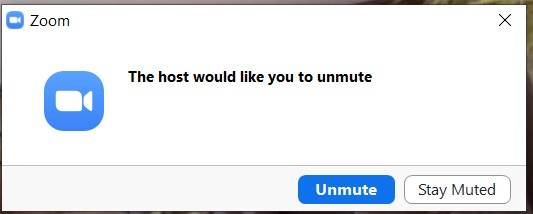 Zoom
The host would like you to unmute
Unmute
Stay Muted